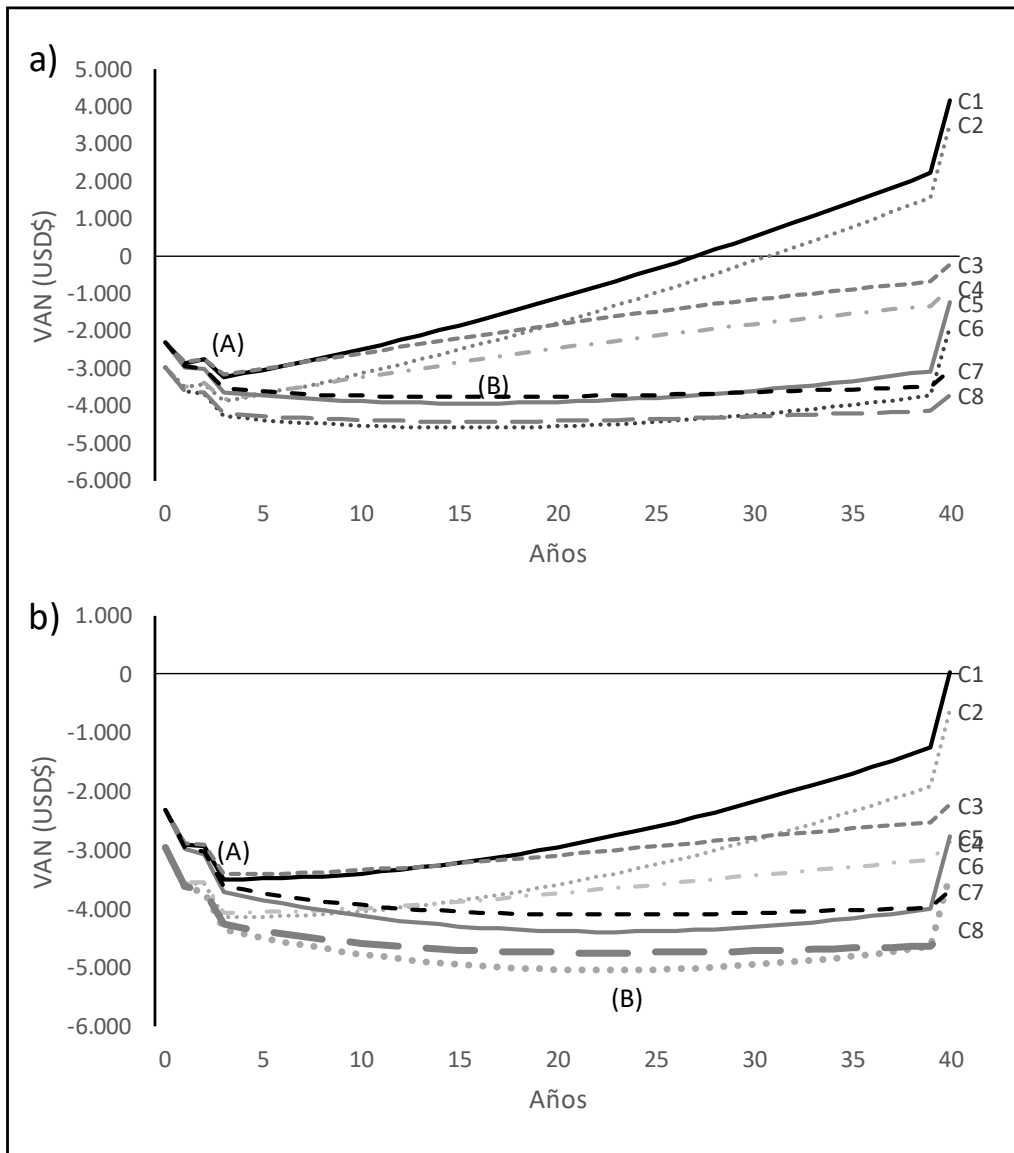 a)
5.000
4.000
3.000
2.000
1.000
0
-1.000
-2.000
-3.000
-4.000
-5.000
-6.000
VAN (USD$)
(A)
(B)
C1
C2
C3
C4
C5
C6
C7
C8
0 5 10 15 20 25 30 35 40
Años
b)
1.000
0
-1.000
-2.000
-3.000
-4.000
-5.000
-6.000
VAN (USD$)
(A)
(B)
C1
C2
C3
C5
C4
C6
C7
C8
0 5 10 15 20 25 30 35 40
Años